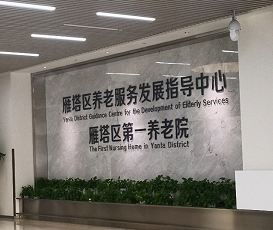 雁塔区养老服务发展指导中心
Yanta District Guidance Centre for the Development of Elderly Services
雁塔区第一养老院
The First Nursing Home in Yanta District